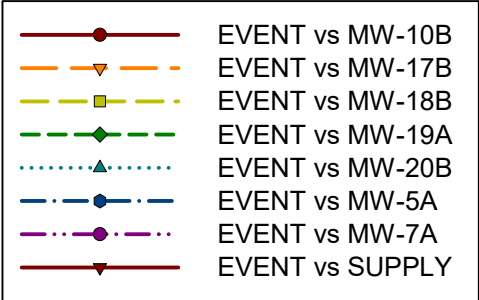 EVENT vs MW-10B
EVENT vs MW-17B
EVENT vs MW-18B
EVENT vs MW-19A
EVENT vs MW-20B
EVENT vs MW-5A
EVENT vs MW-7A
EVENT vs SUPPLY